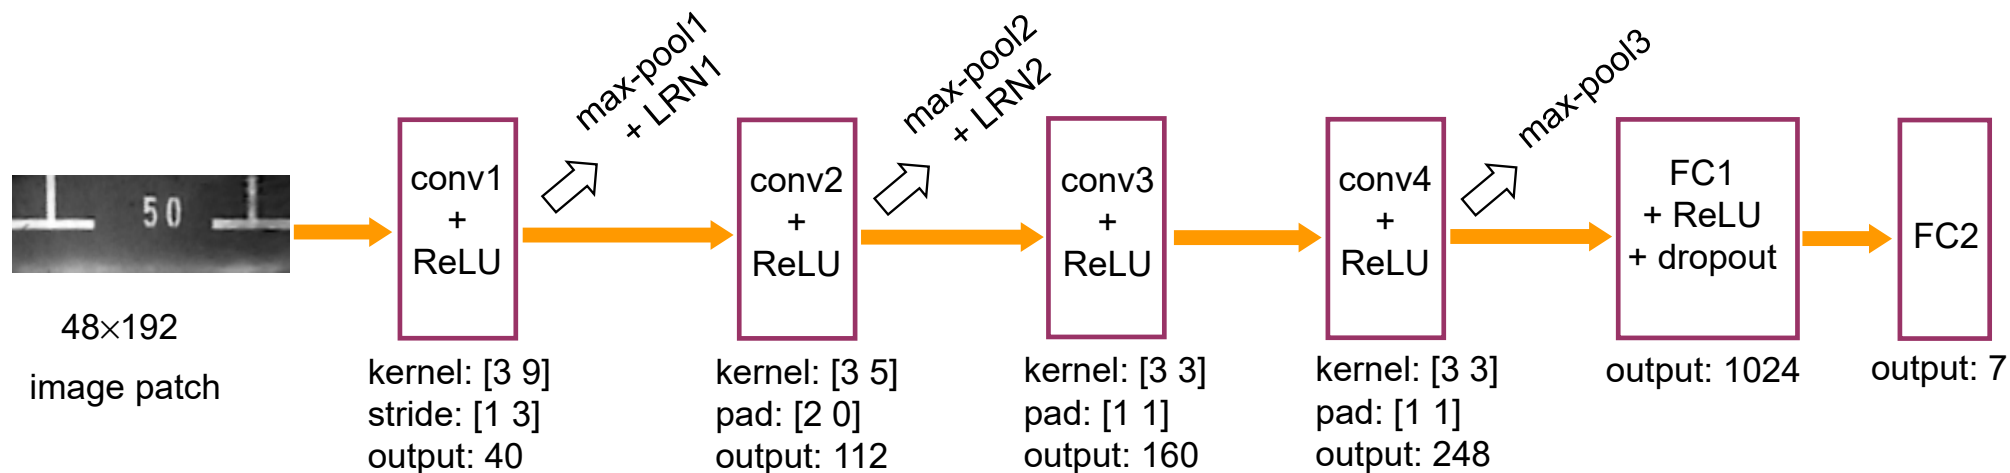 50
48×192
image patch
conv1
+
ReLU
kernel: [3 9]
stride: [1 3]
output: 40
max-pool1
+ LRN1
conv2
+
ReLU
kernel: [3 5]
pad: [2 0]
output: 112
max-pool2
+ LRN2
conv3
+
ReLU
kernel: [3 3]
pad: [1 1]
output: 160
conv4
+
ReLU
kernel: [3 3]
pad: [1 1]
output: 248
max-pool3
FC1
+ ReLU
+ dropout
output: 1024
FC2
output: 7